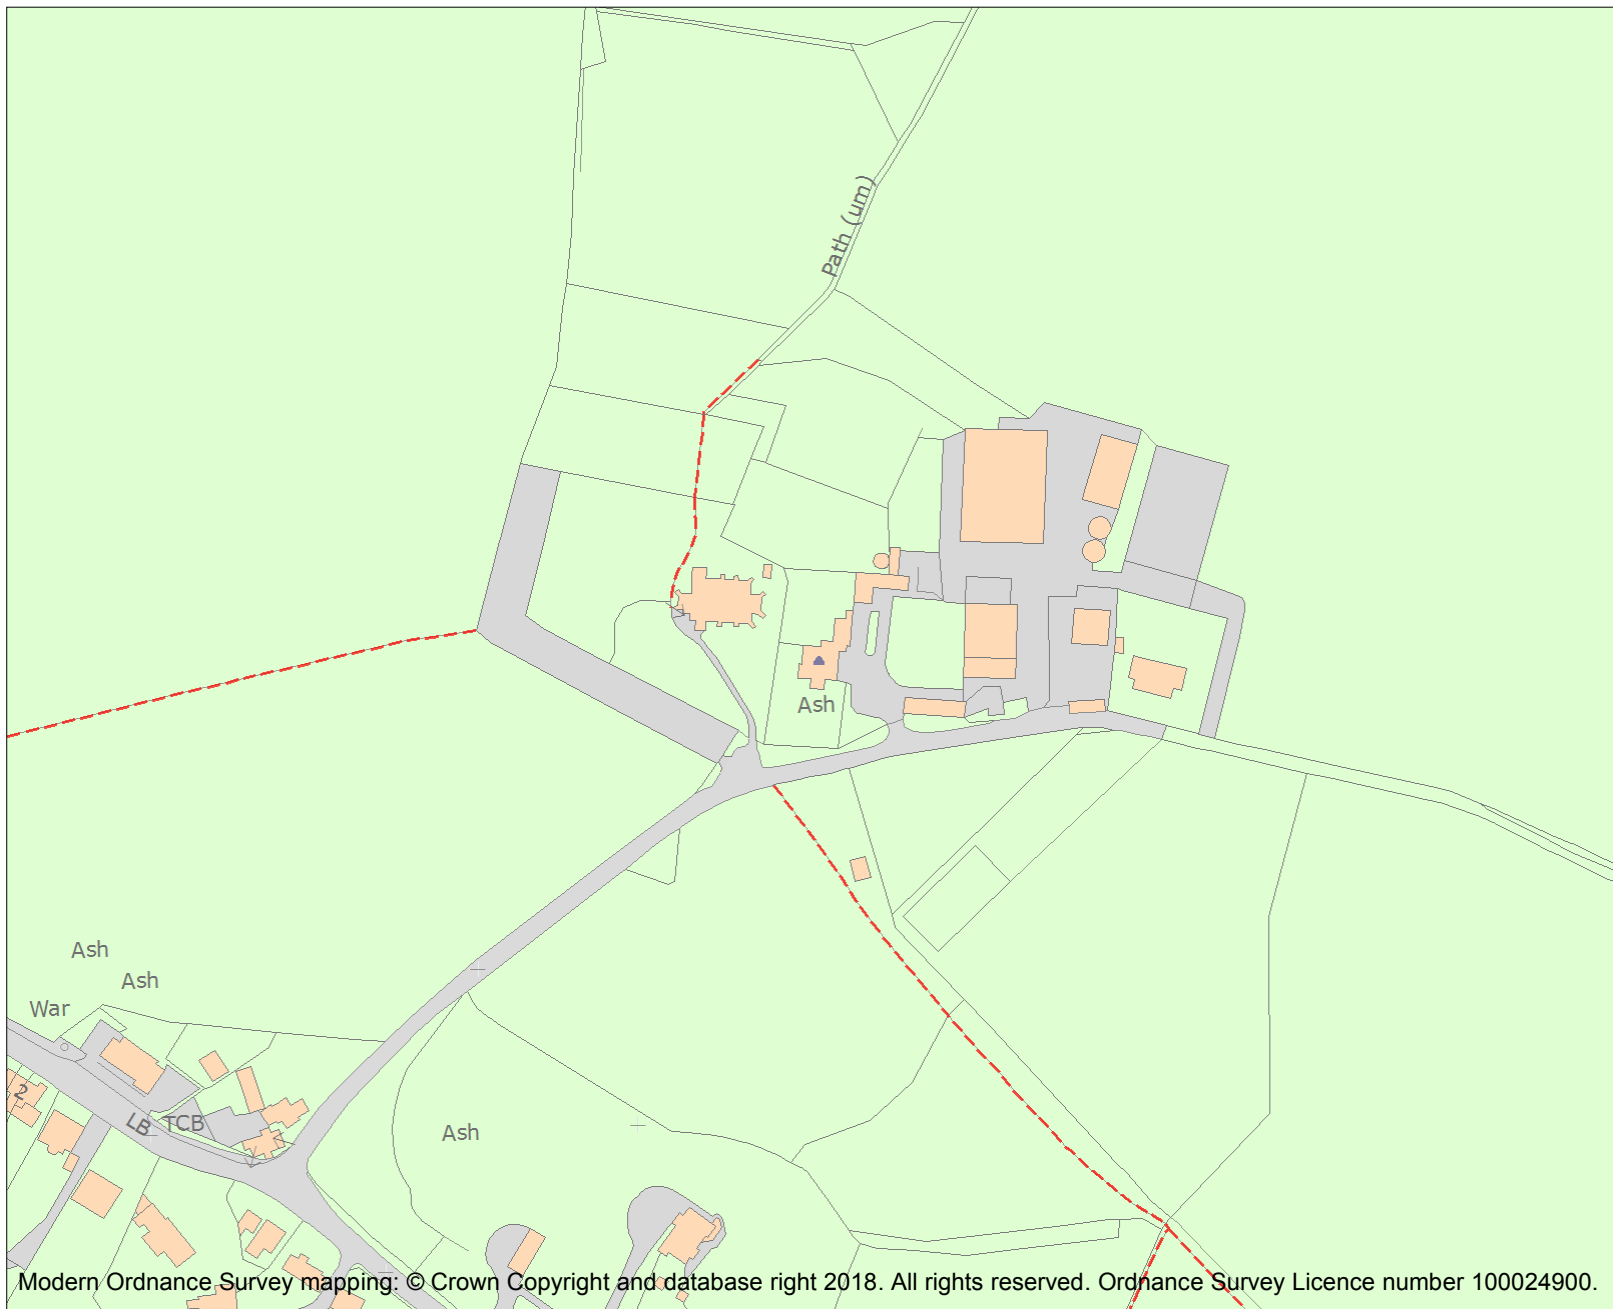 Path (um)
Ash
Ash
Ash
War
2
LB
TCB
Ash
Modern Ordnance Survey mapping: © Crown Copyright and database right 2018. All rights reserved. Ordnance Survey Licence number 100024900.